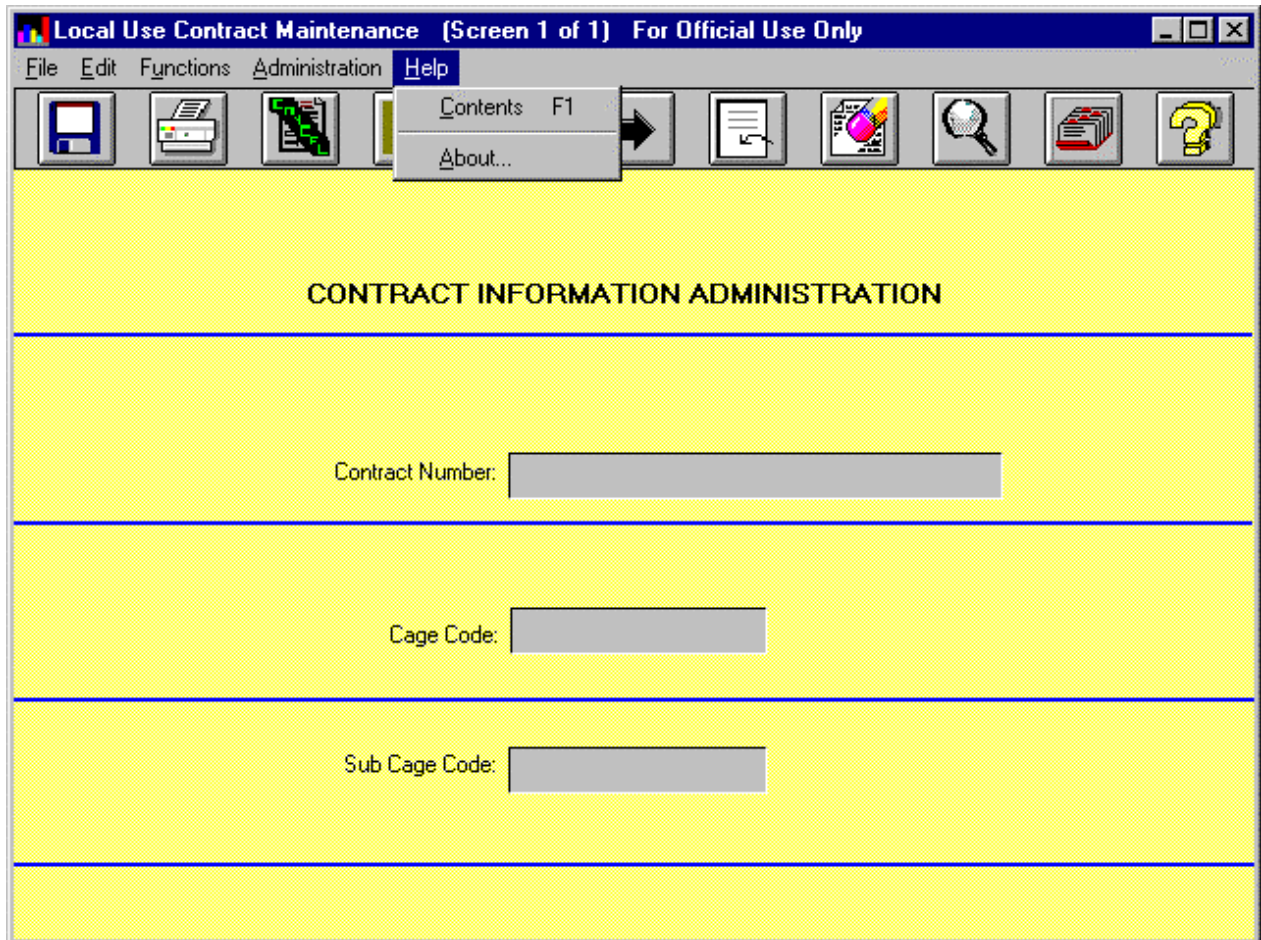 Local Use Contract Maintenance (Screen 1 of 1) For Official Use Only
File Edit Functions Administration Help
Contents F1
About...
CONTRACT INFORMATION ADMINISTRATION
Contract Number:
Cage Code:
Sub Cage Code: